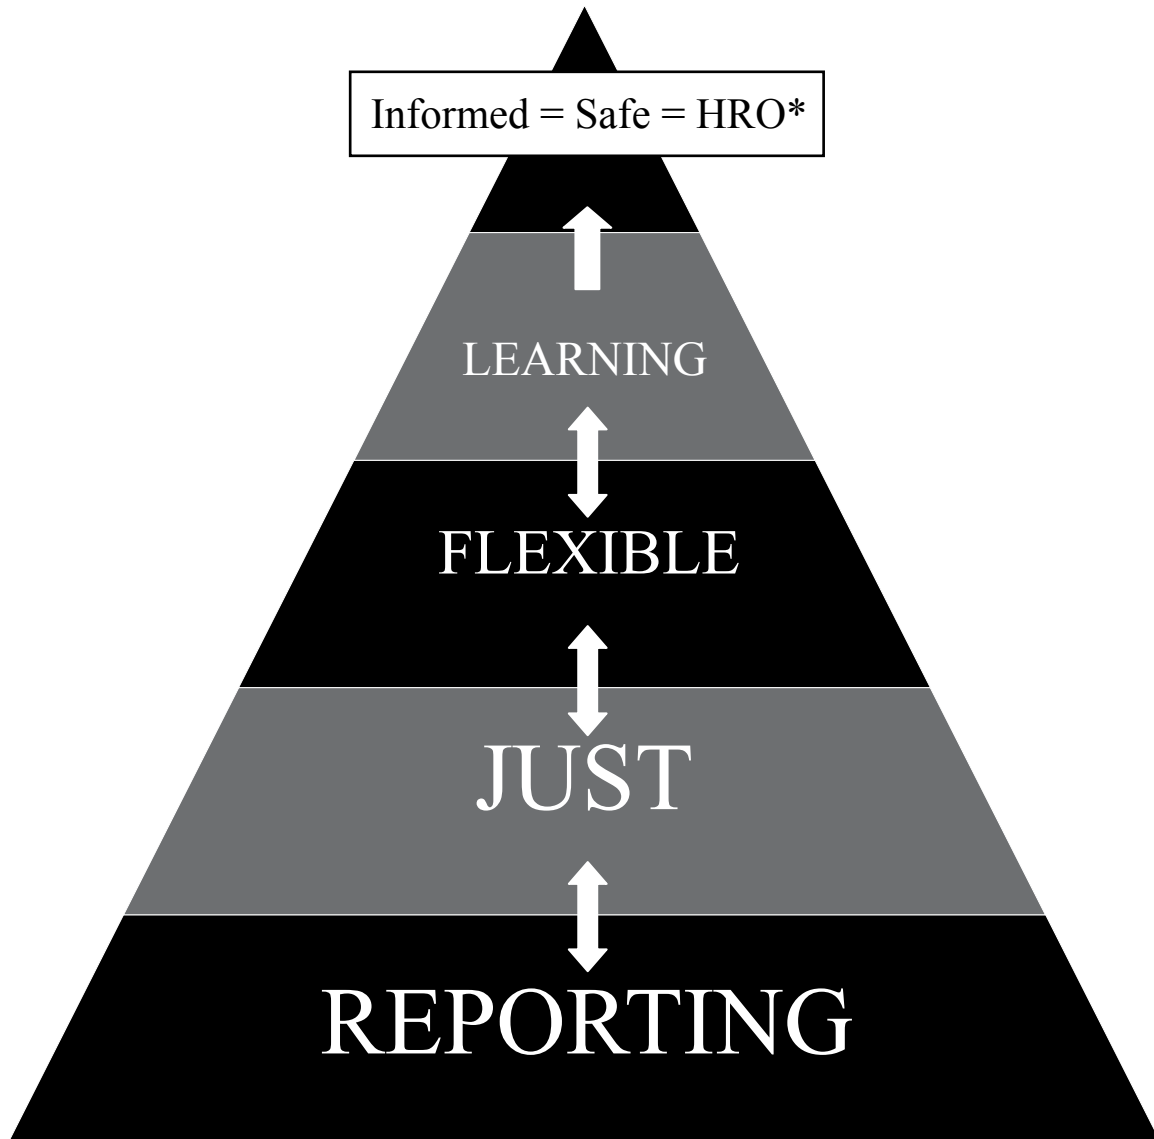 Informed = Safe = HRO*
LEARNING
FLEXIBLE
JUST
REPORTING